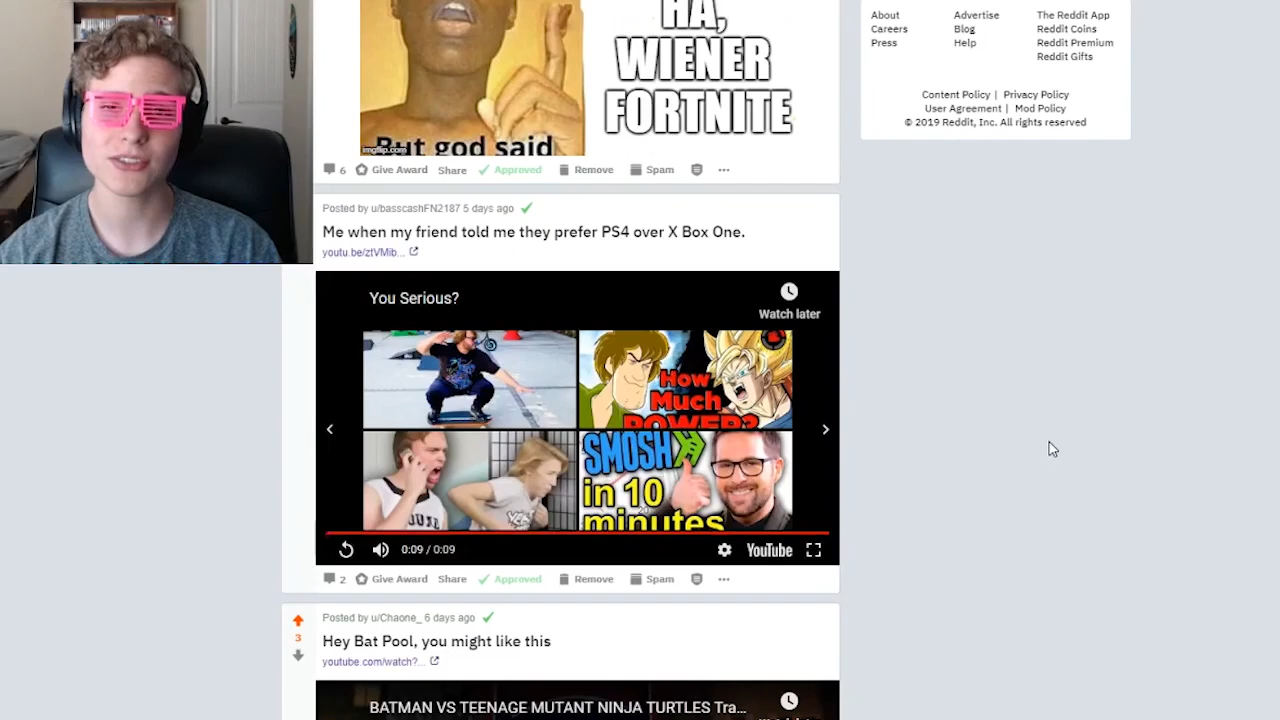 HA,
WIENER
FORTNITE
But god said
imgflip.com
6 Give Award Share Approved Remove Spam
Posted by u/basscashFN2187 5 days ago
Me when my friend told me they prefer PS4 over X Box One.
youtu.be/ztVMib...
You Serious?
Watch later
How
Much
POWER?
SMOSH
in 10
minutes
0:09 / 0:09
YouTube
2 Give Award Share Approved Remove Spam
Posted by u/Chaone_ 6 days ago
3
Hey Bat Pool, you might like this
youtube.com/watch?...
BATMAN VS TEENAGE MUTANT NINJA TURTLES Tra...
About Advertise The Reddit App
Careers Blog Reddit Coins
Press Help Reddit Premium
Reddit Gifts
Content Policy | Privacy Policy
User Agreement | Mod Policy
© 2019 Reddit, Inc. All rights reserved